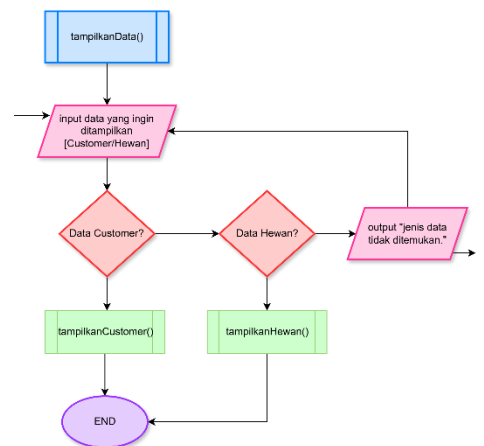 tampilkanData()
input data yang ingin
ditampilkan
[Customer/Hewan]
Data Customer?
Data Hewan?
output "jenis data
tidak ditemukan."
tampilkanCustomer()
tampilkanHewan()
END